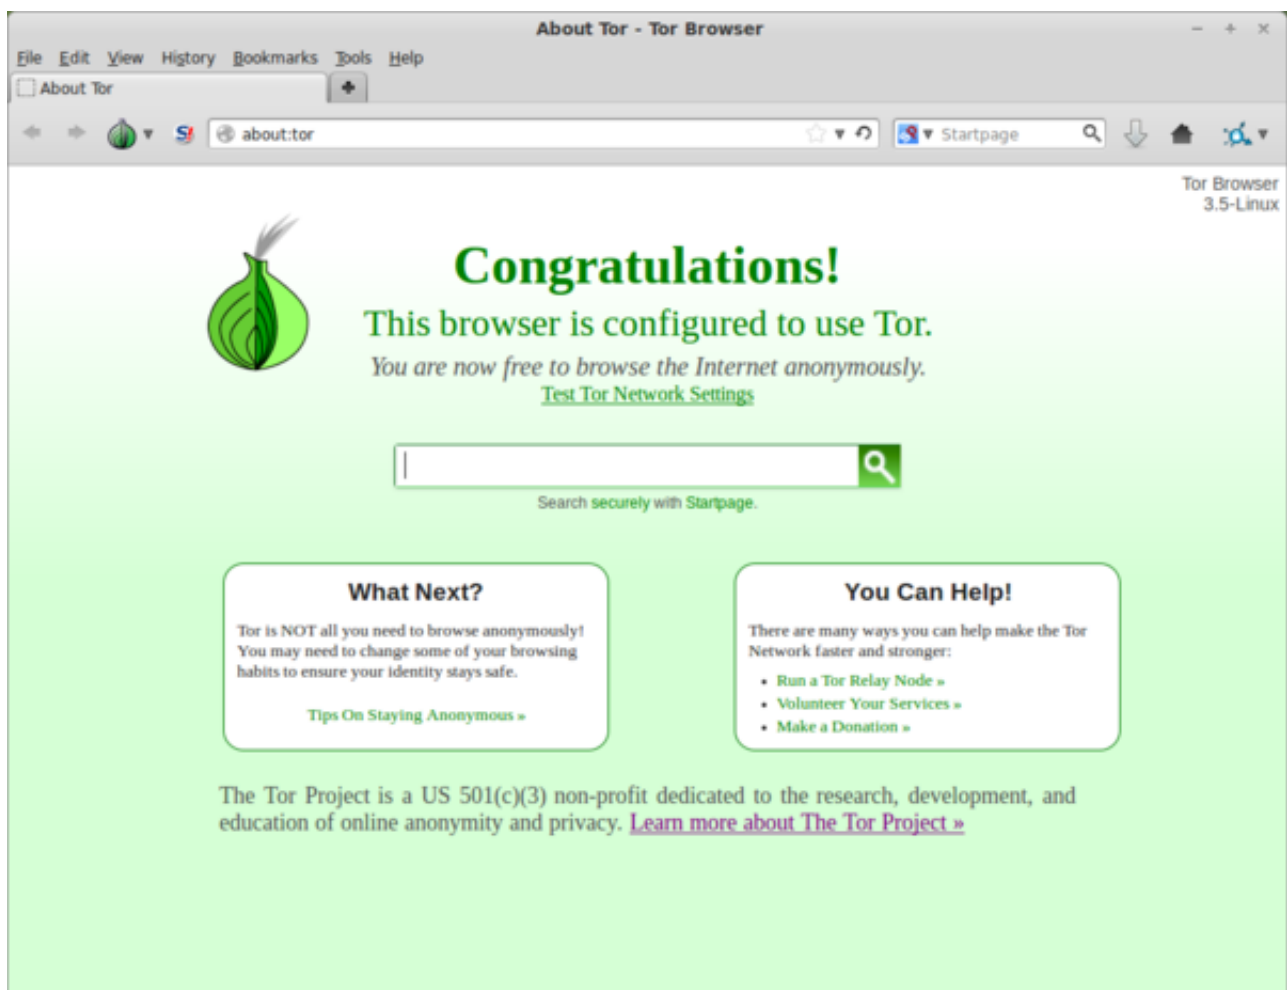 About Tor - Tor Browser
File Edit View History Bookmarks Tools Help
About Tor
S! about:tor Startpage
Tor Browser
3.5-Linux
Congratulations!
This browser is configured to use Tor.
You are now free to browse the Internet anonymously.
Test Tor Network Settings
Search securely with Startpage.
What Next?
Tor is NOT all you need to browse anonymously!
You may need to change some of your browsing
habits to ensure your identity stays safe.
Tips On Staying Anonymous »
You Can Help!
There are many ways you can help make the Tor
Network faster and stronger:
• Run a Tor Relay Node »
• Volunteer Your Services »
• Make a Donation »
The Tor Project is a US 501(c)(3) non-profit dedicated to the research, development, and
education of online anonymity and privacy. Learn more about The Tor Project »